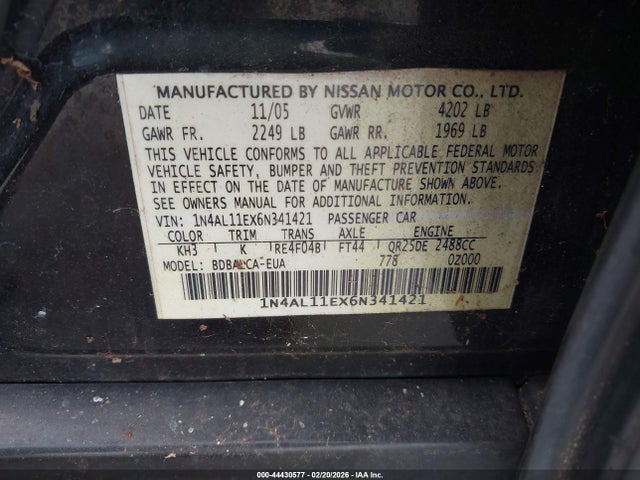 MANUFACTURED BY NISSAN MOTOR CO., LTD.
DATE 11/05 GVWR 4202 LB
GAWR FR. 2249 LB GAWR RR. 1969 LB
THIS VEHICLE CONFORMS TO ALL APPLICABLE FEDERAL MOTOR
VEHICLE SAFETY, BUMPER AND THEFT PREVENTION STANDARDS
IN EFFECT ON THE DATE OF MANUFACTURE SHOWN ABOVE.
SEE OWNERS MANUAL FOR ADDITIONAL INFORMATION.
VIN: 1N4AL11EX6N341421 PASSENGER CAR
COLOR TRIM TRANS AXLE ENGINE
KH3 K RE4F04B FT44 QR25DE 2488CC
MODEL: BDBALCA-EUA 778 0Z000
1N4AL11EX6N341421
000-44430577 - 02/20/2026 - IAA Inc.